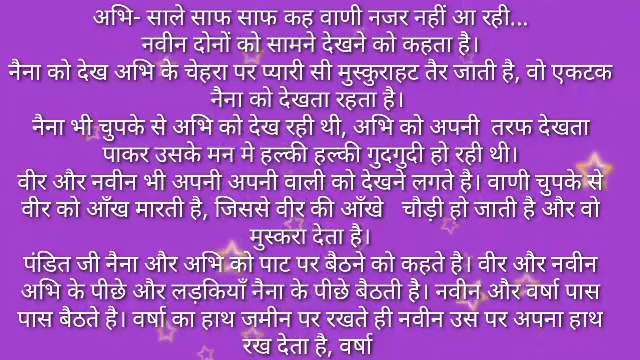 अभि- साले साफ साफ कह वाणी नजर नहीं आ रही...
नवीन दोनों को सामने देखने को कहता है।
नैना को देख अभि के चेहरा पर प्यारी सी मुस्कुराहट तैर जाती है, वो एकटक
नैना को देखता रहता है।
नैना भी चुपके से अभि को देख रही थी, अभि को अपनी तरफ देखता
पाकर उसके मन मे हल्की हल्की गुदगुदी हो रही थी।
वीर और नवीन भी अपनी अपनी वाली को देखने लगते है। वाणी चुपके से
वीर को आँख मारती है, जिससे वीर की आँखे चौड़ी हो जाती है और वो
मुस्करा देता है।
पंडित जी नैना और अभि को पाट पर बैठने को कहते है। वीर और नवीन
अभि के पीछे और लड़कियाँ नैना के पीछे बैठती है। नवीन और वर्षा पास
पास बैठते है। वर्षा का हाथ जमीन पर रखते ही नवीन उस पर अपना हाथ
रख देता है, वर्षा